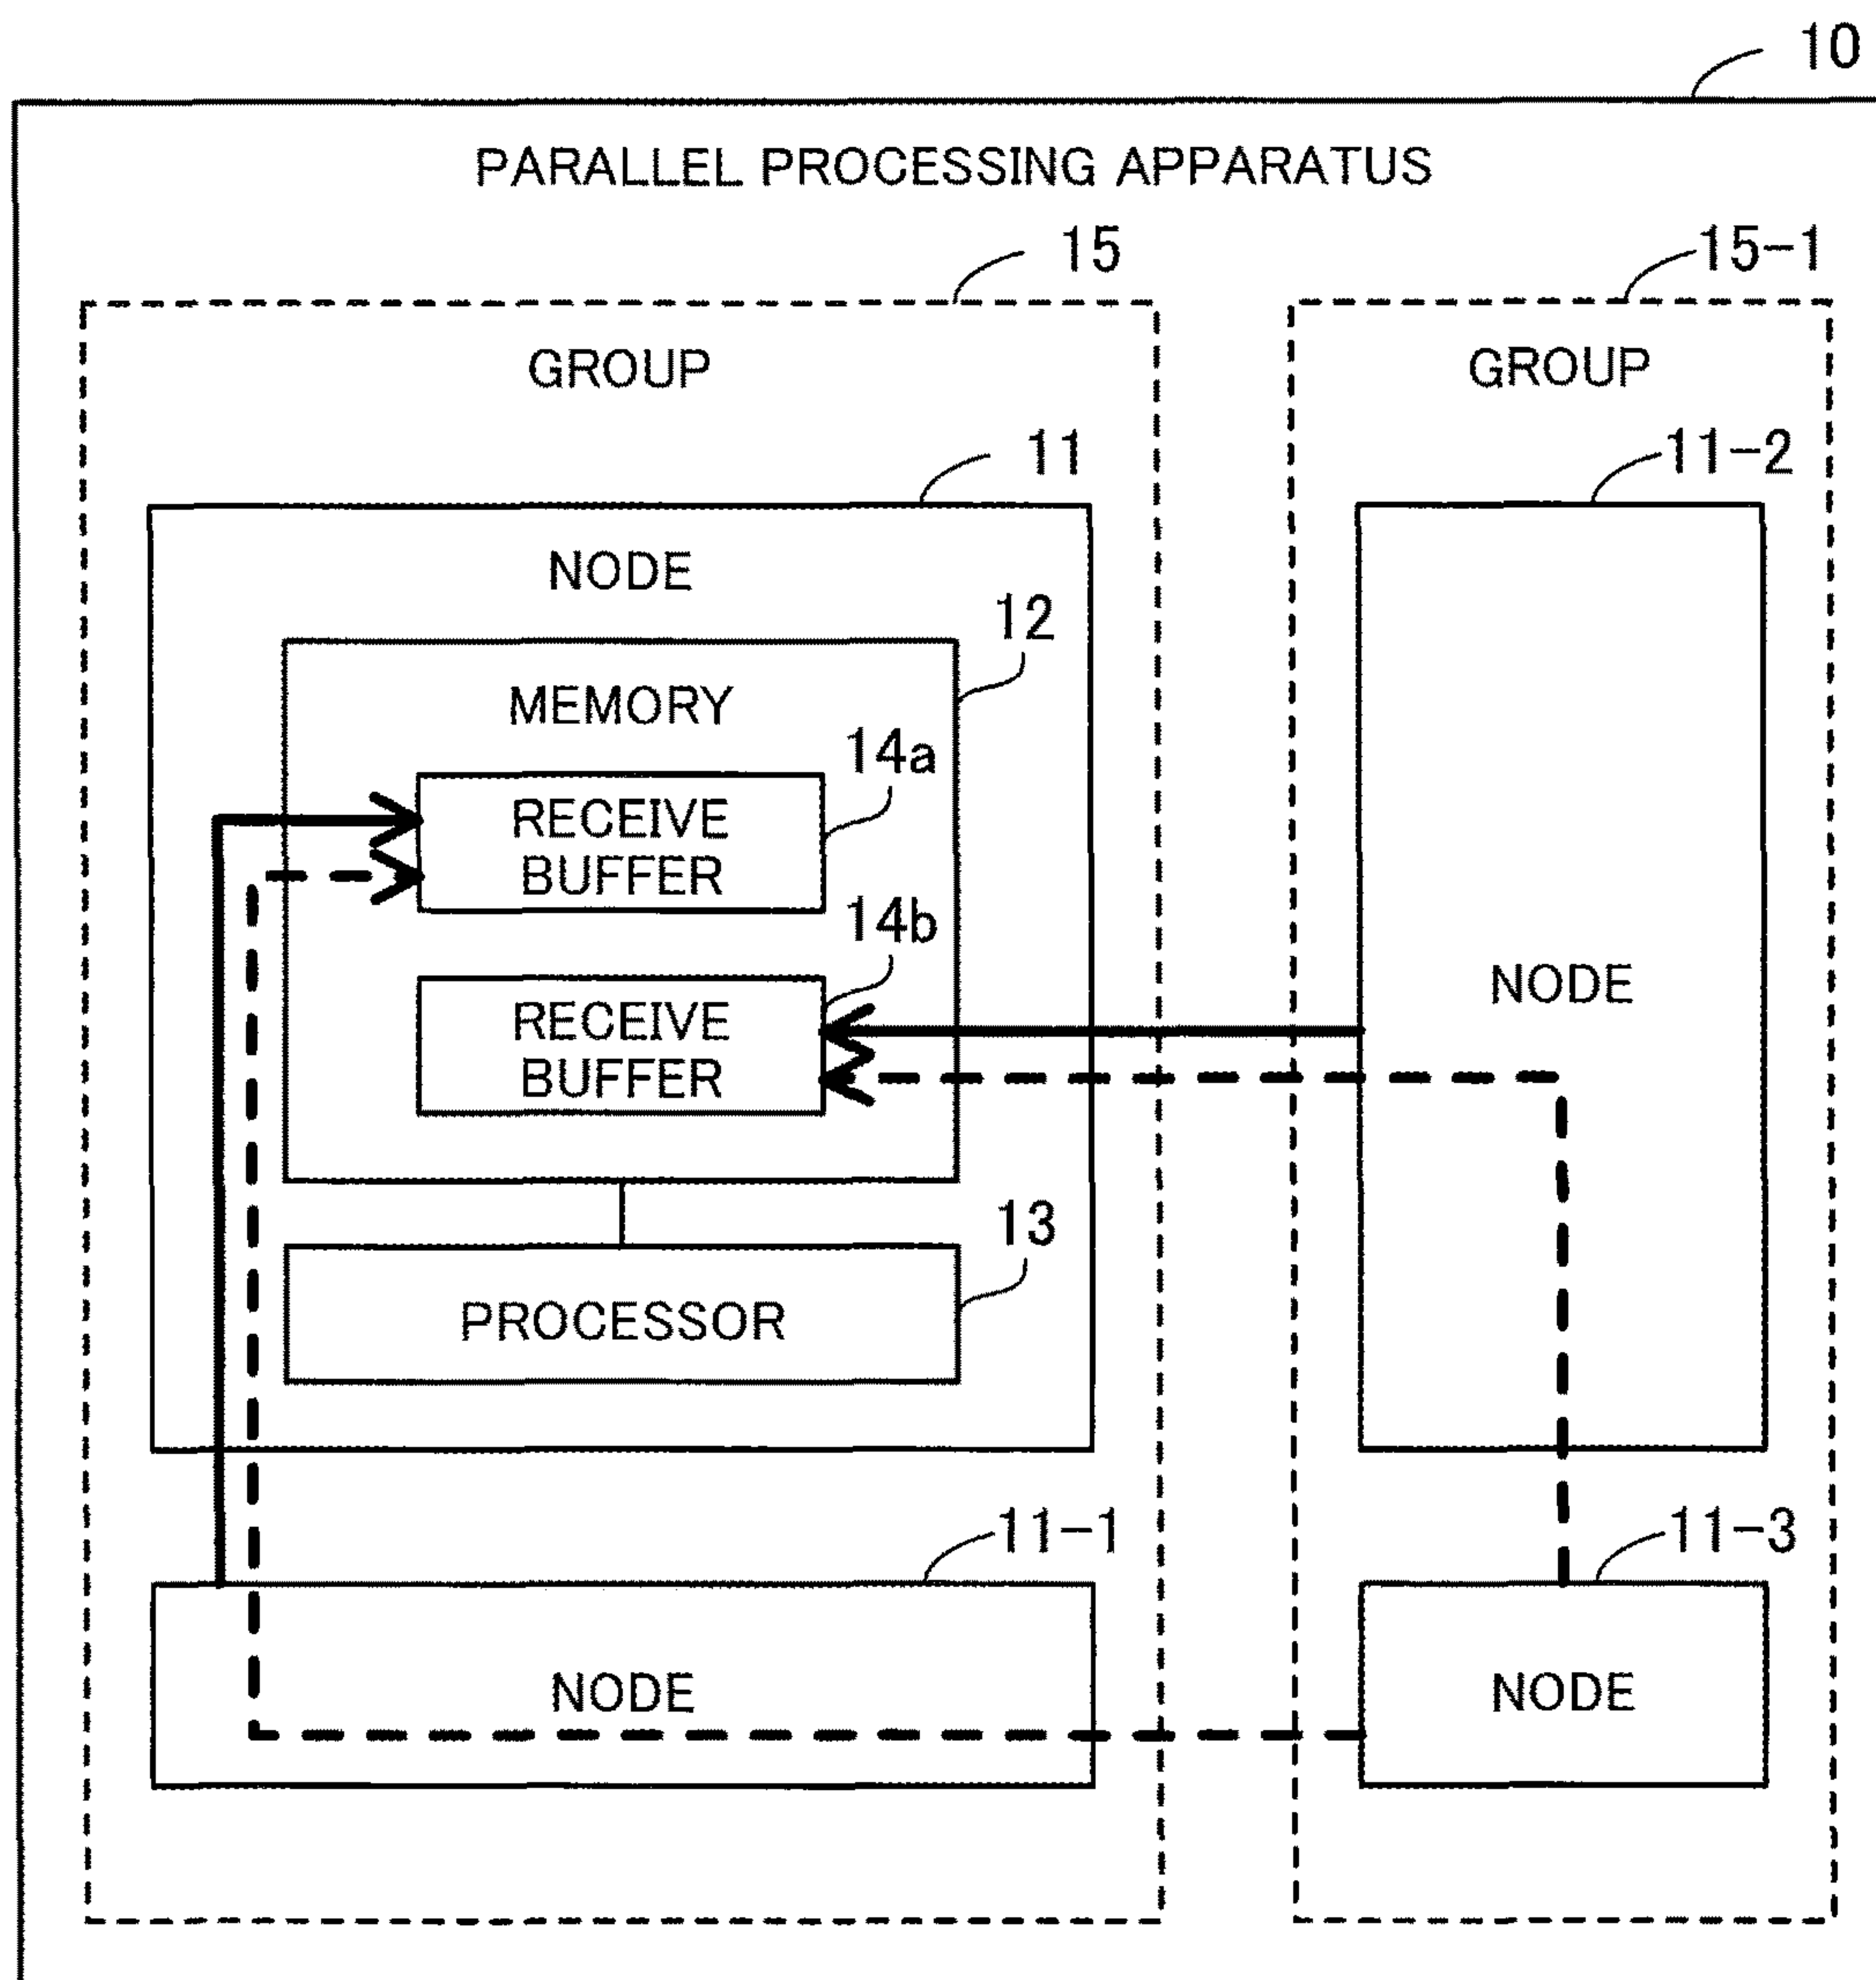 10
PARALLEL PROCESSING APPARATUS
15
15-1
GROUP
GROUP
11
11-2
NODE
12
MEMORY
14a
RECEIVE
BUFFER
14b
RECEIVE
BUFFER
NODE
13
PROCESSOR
11-1
11-3
NODE
NODE